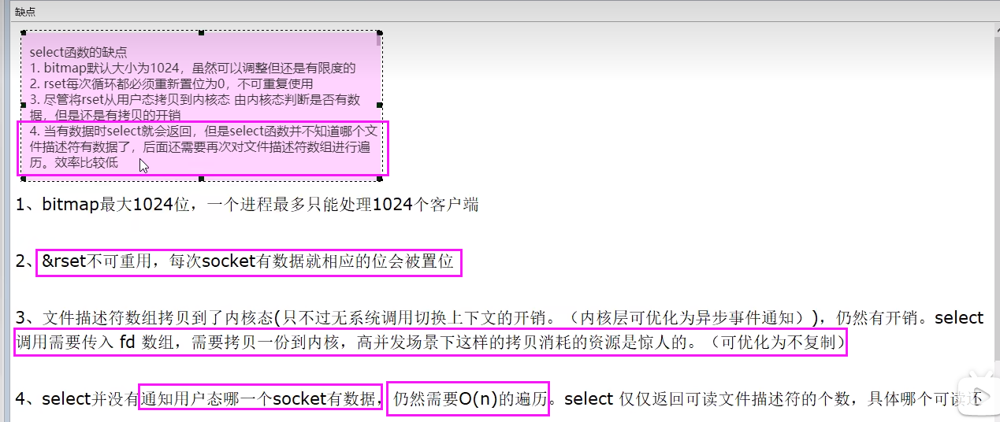 缺点
select函数的缺点
1. bitmap默认大小为1024，虽然可以调整但还是有限度的
2. rset每次循环都必须重新置位为0，不可重复使用
3. 尽管将rset从用户态拷贝到内核态 由内核态判断是否有数
据，但是还是有拷贝的开销
4. 当有数据时select就会返回，但是select函数并不知道哪个文
件描述符有数据了，后面还需要再次对文件描述符数组进行遍
历。效率比较低
1、bitmap最大1024位，一个进程最多只能处理1024个客户端
2、&rset不可重用，每次socket有数据就相应的位会被置位
3、文件描述符数组拷贝到了内核态(只不过无系统调用切换上下文的开销。（内核层可优化为异步事件通知）)，仍然有开销。select
调用需要传入 fd 数组，需要拷贝一份到内核，高并发场景下这样的拷贝消耗的资源是惊人的。（可优化为不复制）
4、select并没有通知用户态哪一个socket有数据，仍然需要O(n)的遍历。select 仅仅返回可读文件描述符的个数，具体哪个可读还